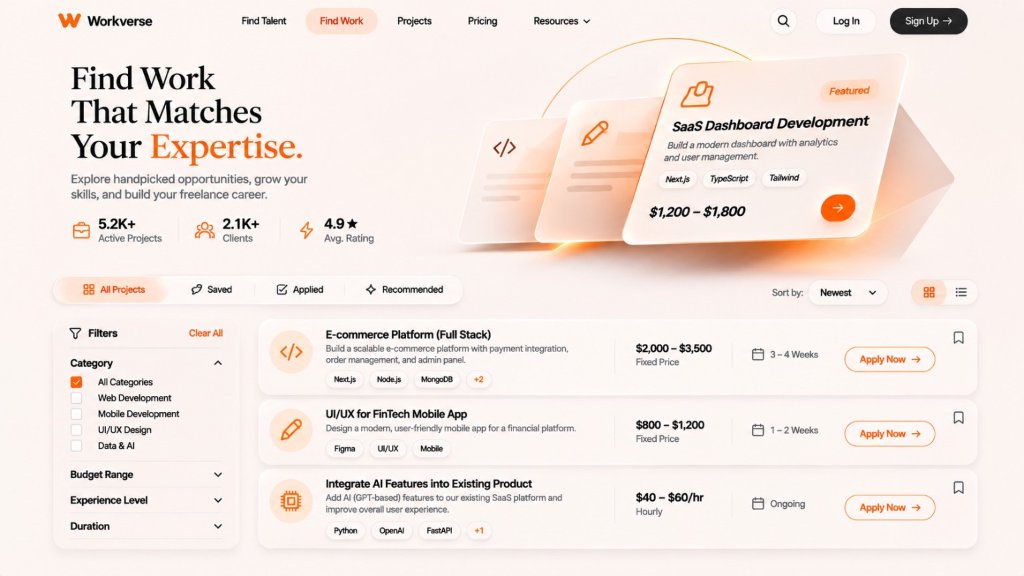 Workverse
Find Talent
Find Work
Projects
Pricing
Resources
Log In
Sign Up →
Find Work
That Matches
Your Expertise.
Explore handpicked opportunities, grow your
skills, and build your freelance career.
5.2K+
Active Projects
2.1K+
Clients
4.9 ★
Avg. Rating
</>
Featured
SaaS Dashboard Development
Build a modern dashboard with analytics
and user management.
Next.js
TypeScript
Tailwind
$1,200 – $1,800
All Projects
Saved
Applied
Recommended
Sort by:
Newest
Filters
Clear All
Category
All Categories
Web Development
Mobile Development
UI/UX Design
Data & AI
Budget Range
Experience Level
Duration
</>
E-commerce Platform (Full Stack)
Build a scalable e-commerce platform with payment integration,
order management, and admin panel.
Next.js
Node.js
MongoDB
+2
$2,000 – $3,500
Fixed Price
3 – 4 Weeks
Apply Now →
UI/UX for FinTech Mobile App
Design a modern, user-friendly mobile app for a financial platform.
Figma
UI/UX
Mobile
$800 – $1,200
Fixed Price
1 – 2 Weeks
Apply Now →
Integrate AI Features into Existing Product
Add AI (GPT-based) features to our existing SaaS platform and
improve overall user experience.
Python
OpenAI
FastAPI
+1
$40 – $60/hr
Hourly
Ongoing
Apply Now →